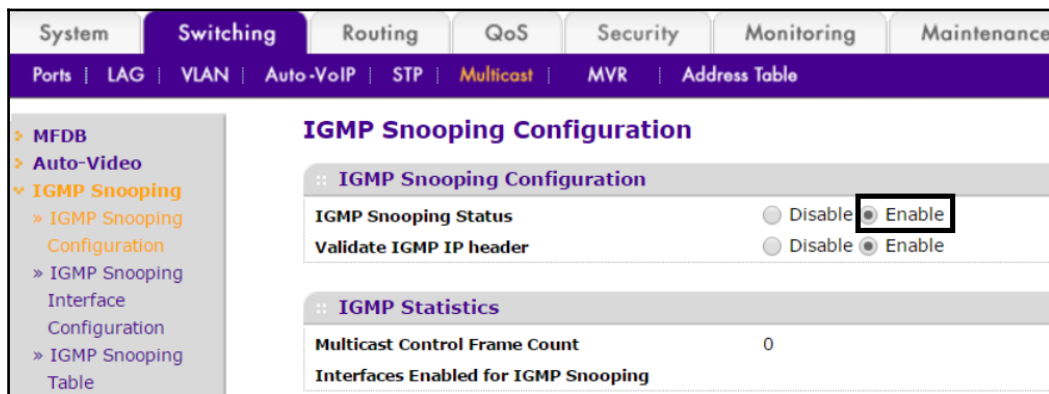 System Switching Routing QoS Security Monitoring Maintenance
Ports LAG VLAN Auto-VoIP STP Multicast MVR Address Table
MFDB
Auto-Video
IGMP Snooping
» IGMP Snooping
Configuration
» IGMP Snooping
Interface
Configuration
» IGMP Snooping
Table
IGMP Snooping Configuration
IGMP Snooping Configuration
IGMP Snooping Status Disable Enable
Validate IGMP IP header Disable Enable
IGMP Statistics
Multicast Control Frame Count 0
Interfaces Enabled for IGMP Snooping